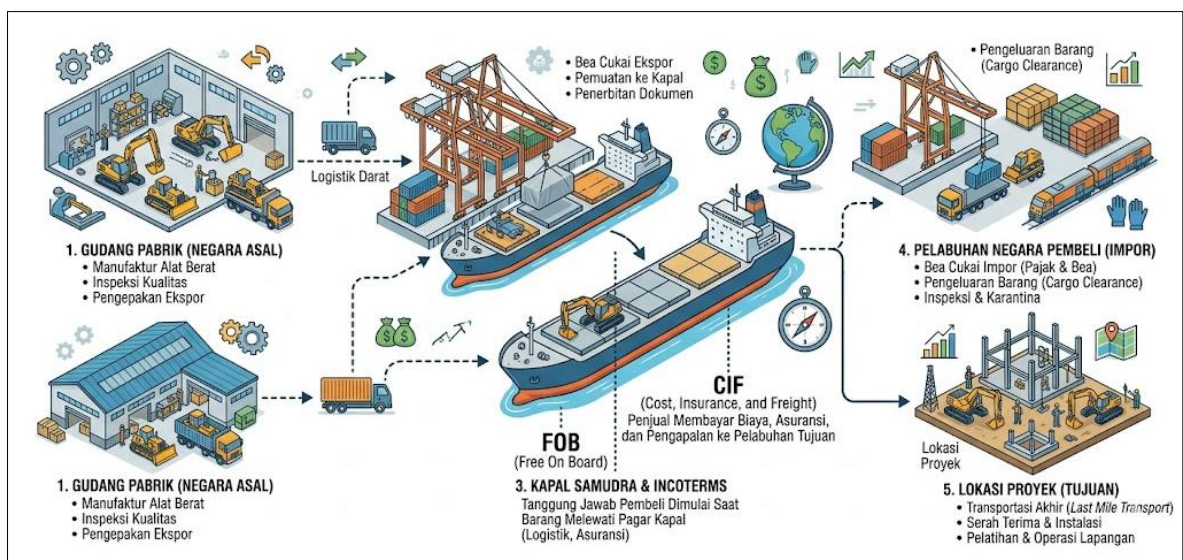 Logistik Darat
1. GUDANG PABRIK (NEGARA ASAL)
• Manufaktur Alat Berat
• Inspeksi Kualitas
• Pengepakan Ekspor
• Bea Cukai Ekspor
• Pemuatan ke Kapal
• Penerbitan Dokumen
• Pengeluaran Barang
(Cargo Clearance)
4. PELABUHAN NEGARA PEMBELI (IMPOR)
• Bea Cukai Impor (Pajak & Bea)
• Pengeluaran Barang (Cargo Clearance)
• Inspeksi & Karantina
1. GUDANG PABRIK (NEGARA ASAL)
• Manufaktur Alat Berat
• Inspeksi Kualitas
• Pengepakan Ekspor
FOB
(Free On Board)
CIF
(Cost, Insurance, and Freight)
Penjual Membayar Biaya, Asuransi,
dan Pengapalan ke Pelabuhan Tujuan
3. KAPAL SAMUDRA & INCOTERMS
Tanggung Jawab Pembeli Dimulai Saat
Barang Melewati Pagar Kapal
(Logistik, Asuransi)
Lokasi
Proyek
5. LOKASI PROYEK (TUJUAN)
• Transportasi Akhir (Last Mile Transport)
• Serah Terima & Instalasi
• Pelatihan & Operasi Lapangan